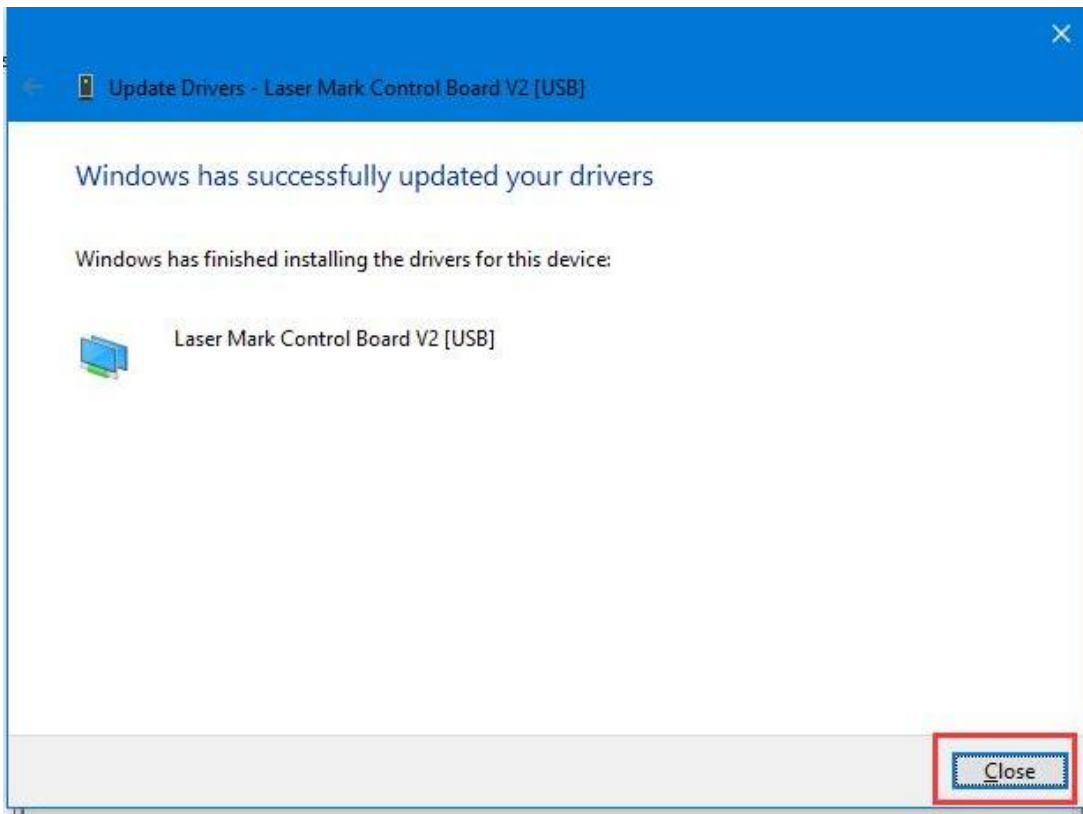 Update Drivers - Laser Mark Control Board V2 [USB]
Windows has successfully updated your drivers
Windows has finished installing the drivers for this device:
Laser Mark Control Board V2 [USB]
Close